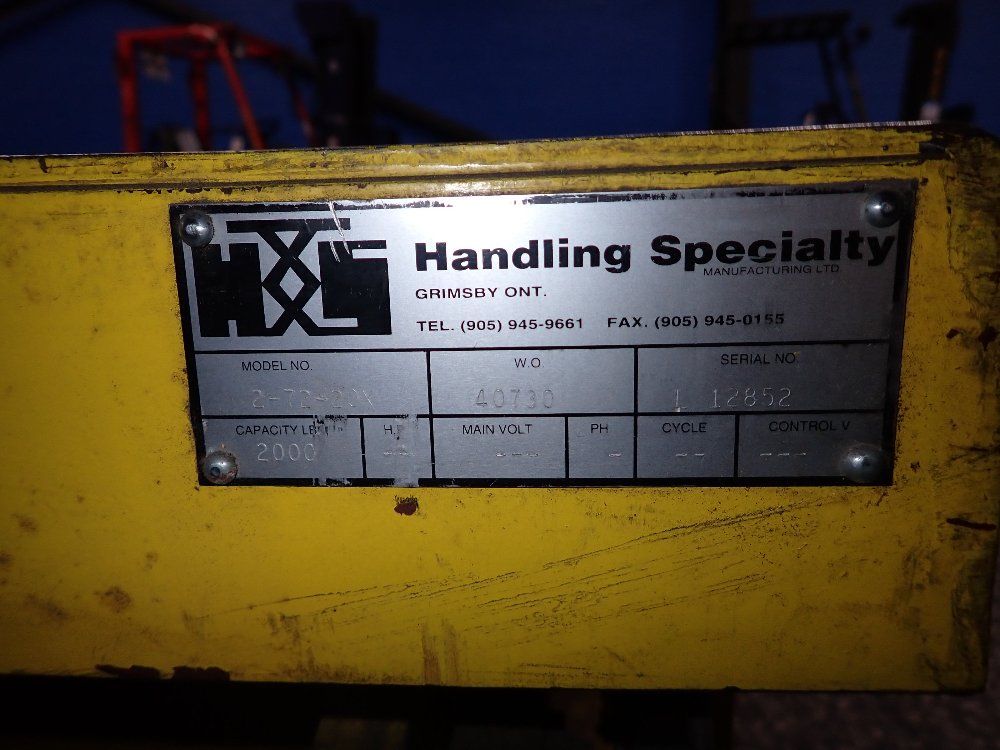 HXS
Handling Specialty
MANUFACTURING LTD.
GRIMSBY ONT.
TEL. (905) 945-9661 FAX. (905) 945-0155
MODEL NO. W.O. SERIAL NO.
40730 L 12852
CAPACITY MAIN VOLT PH CYCLE CONTROL V
2000 -- --- - -- ---